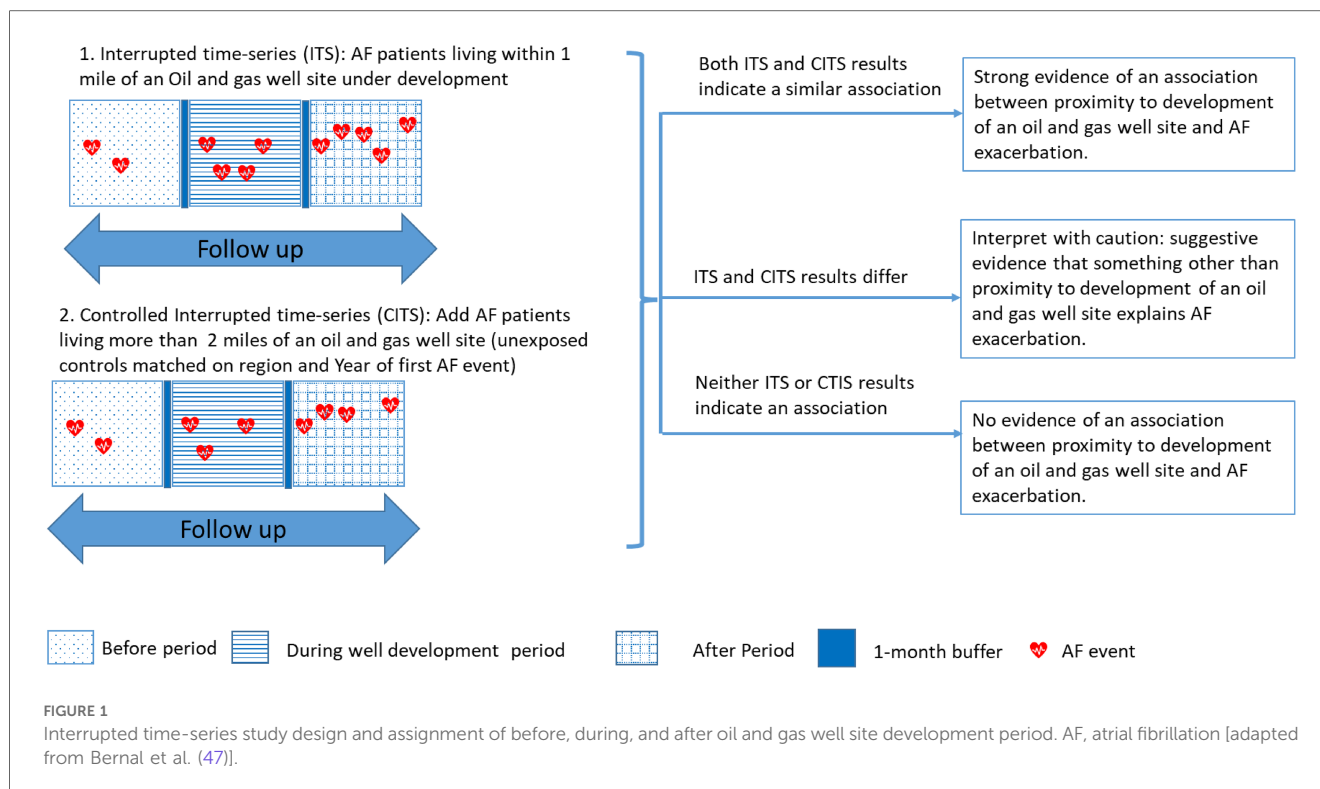 1. Interrupted time-series (ITS): AF patients living within 1
mile of an Oil and gas well site under development
Follow up
2. Controlled Interrupted time-series (CITS): Add AF patients
living more than 2 miles of an oil and gas well site (unexposed
controls matched on region and Year of first AF event)
Follow up
Both ITS and CITS results
indicate a similar association
Strong evidence of an association
between proximity to development
of an oil and gas well site and AF
exacerbation.
ITS and CITS results differ
Interpret with caution: suggestive
evidence that something other than
proximity to development of an oil
and gas well site explains AF
exacerbation.
Neither ITS or CTIS results
indicate an association
No evidence of an association
between proximity to development
of an oil and gas well site and AF
exacerbation.
Before period
During well development period
After Period
1-month buffer
AF event
FIGURE 1
Interrupted time-series study design and assignment of before, during, and after oil and gas well site development period. AF, atrial fibrillation [adapted
from Bernal et al. (47)].